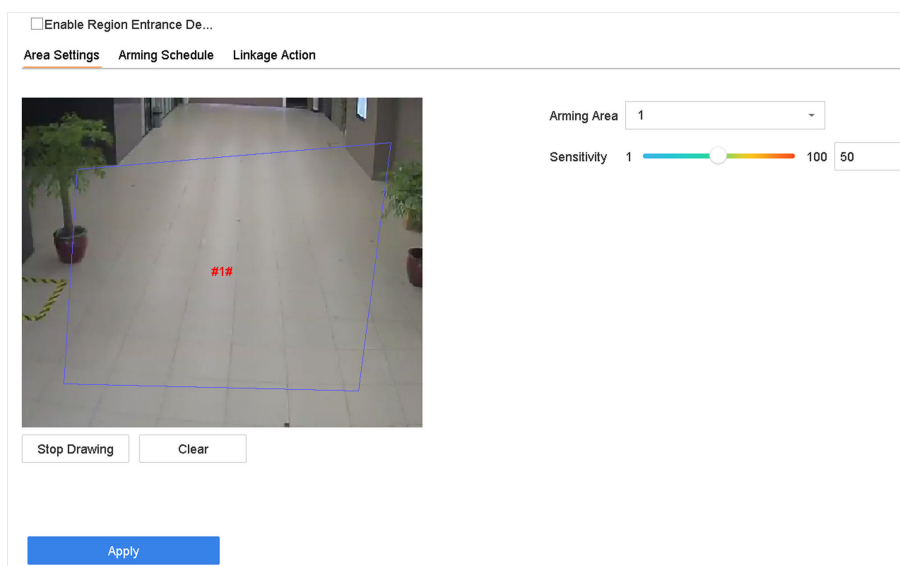 Enable Region Entrance De...
Area Settings Arming Schedule Linkage Action
Arming Area 1
Sensitivity 1 100 50
#1#
Stop Drawing Clear
Apply